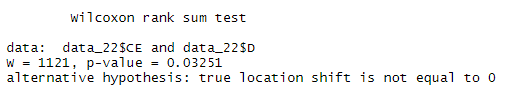 Wilcoxon rank sum test
data:  data_22$CE and data_22$D
W = 1121, p-value = 0.03251
alternative hypothesis: true location shift is not equal to 0